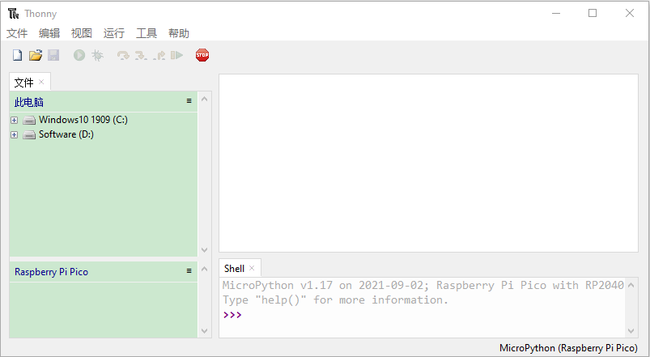 Thonny
文件 编辑 视图 运行 工具 帮助
STOP
文件
此电脑
Windows10 1909 (C:)
Software (D:)
Raspberry Pi Pico
Shell
MicroPython v1.17 on 2021-09-02; Raspberry Pi Pico with RP2040
Type "help()" for more information.
>>>
MicroPython (Raspberry Pi Pico)